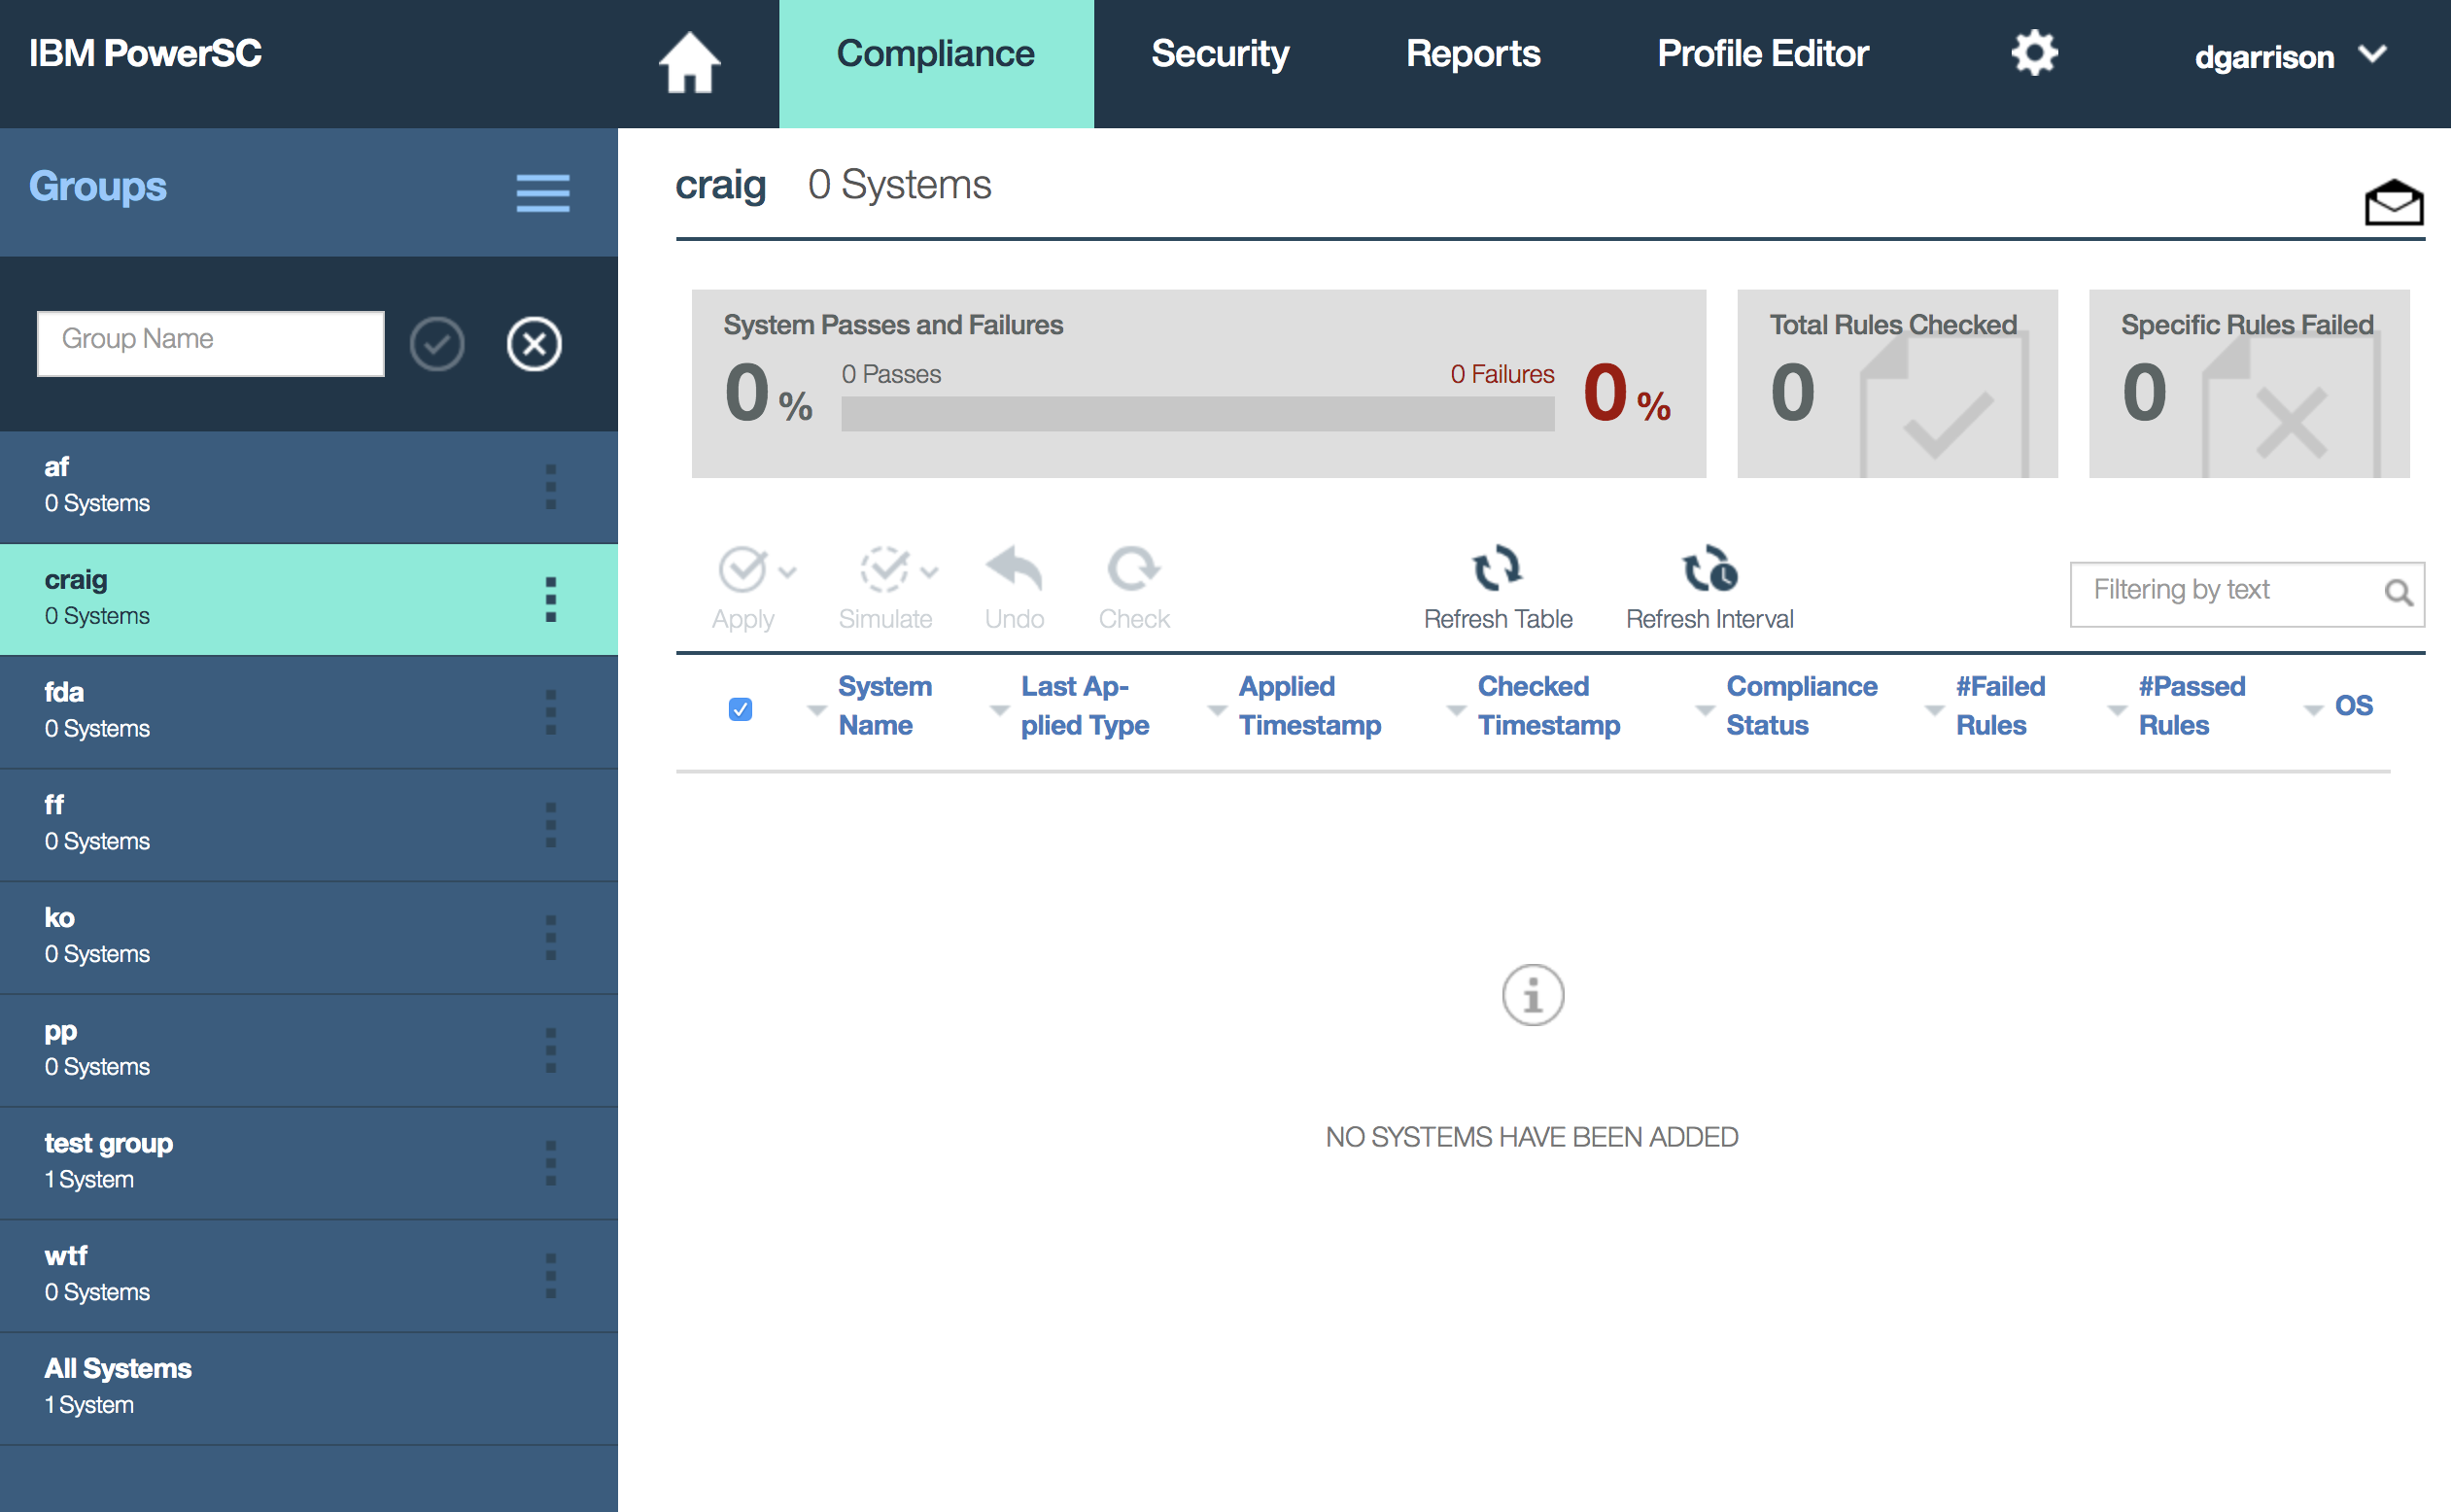 IBM PowerSC
Compliance
Security
Reports
Profile Editor
dgarrison
Groups
Group Name
af
0 Systems
craig
0 Systems
fda
0 Systems
ff
0 Systems
ko
0 Systems
pp
0 Systems
test group
1 System
wtf
0 Systems
All Systems
1 System
craig 0 Systems
System Passes and Failures
0 %
0 Passes
0 Failures
0 %
Total Rules Checked
0
Specific Rules Failed
0
Apply
Simulate
Undo
Check
Refresh Table
Refresh Interval
Filtering by text
System
Name
Last Ap-
plied Type
Applied
Timestamp
Checked
Timestamp
Compliance
Status
#Failed
Rules
#Passed
Rules
OS
NO SYSTEMS HAVE BEEN ADDED